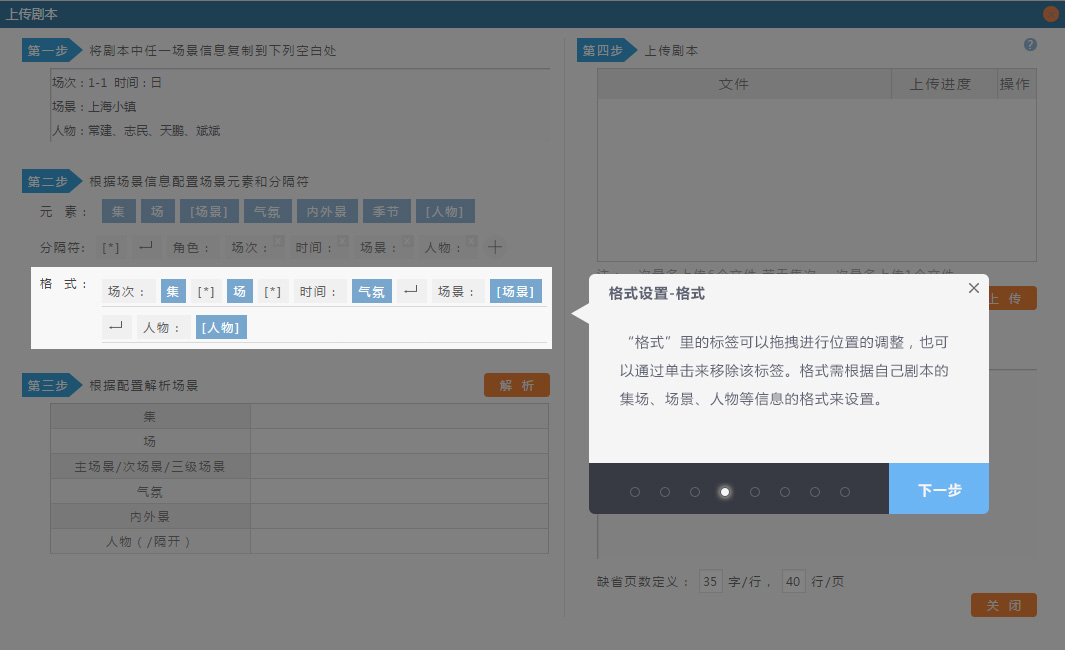 上传剧本
第一步 将剧本中任一场景信息复制到下列空白处
场次：1-1 时间：日
场景：上海小镇
人物：常建、志民、天鹏、斌斌
第二步 根据场景信息配置场景元素和分隔符
元 素： 集 场 [场景] 气氛 内外景 季节 [人物]
分隔符: [*] 角色： 场次： 时间： 场景： 人物：
格 式： 场次： 集 [*] 场 [*] 时间： 气氛 场景： [场景]
人物： [人物]
第三步 根据配置解析场景 解 析
集
场
主场景/次场景/三级场景
气氛
内外景
人物（/隔开）
第四步 上传剧本 ?
文件 上传进度 操作
上 传
格式设置-格式
“格式”里的标签可以拖拽进行位置的调整，也可
以通过单击来移除该标签。格式需根据自己剧本的
集场、场景、人物等信息的格式来设置。
下一步
缺省页数定义： 35 字/行， 40 行/页
关 闭